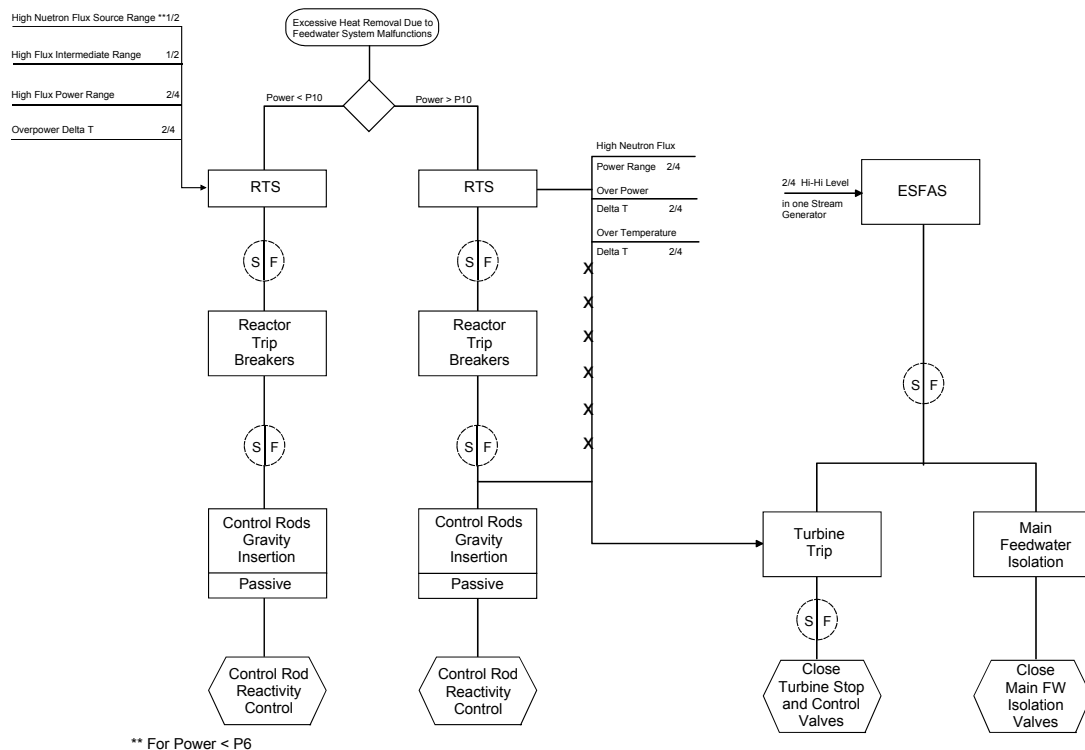 High Nuetron Flux Source Range **1/2
High Flux Intermediate Range 1/2
High Flux Power Range 2/4
Overpower Delta T 2/4
Excessive Heat Removal Due to
Feedwater System Malfunctions
Power < P10
Power > P10
RTS
S F
Reactor
Trip
Breakers
S F
Control Rods
Gravity
Insertion
Passive
Control Rod
Reactivity
Control
RTS
S F
Reactor
Trip
Breakers
S F
Control Rods
Gravity
Insertion
Passive
Control Rod
Reactivity
Control
High Neutron Flux
Power Range 2/4
Over Power
Delta T 2/4
Over Temperature
Delta T 2/4
X
X
X
X
X
X
2/4 Hi-Hi Level
in one Stream
Generator
ESFAS
S F
Turbine
Trip
S F
Close
Turbine Stop
and Control
Valves
Main
Feedwater
Isolation
Close
Main FW
Isolation
Valves
** For Power < P6